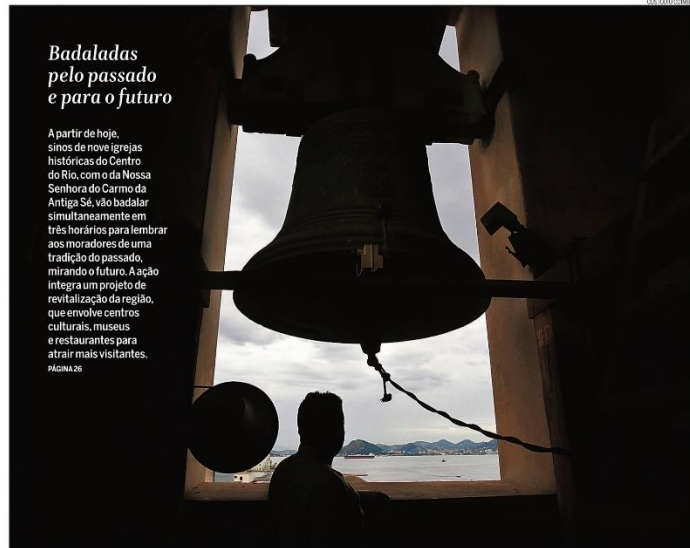 Badaladas
pelo passado
e para o futuro
A partir de hoje,
sinos de nove igrejas
históricas do Centro
do Rio, com o da Nossa
Senhora do Carmo da
Antiga Sé, vão badalar
simultaneamente em
três horários para lembrar
aos moradores de uma
tradição do passado,
mirando o futuro. A ação
integra um projeto de
revitalização da região,
que envolve centros
culturais, museus
e restaurantes para
atrair mais visitantes.
PÁGINA 26